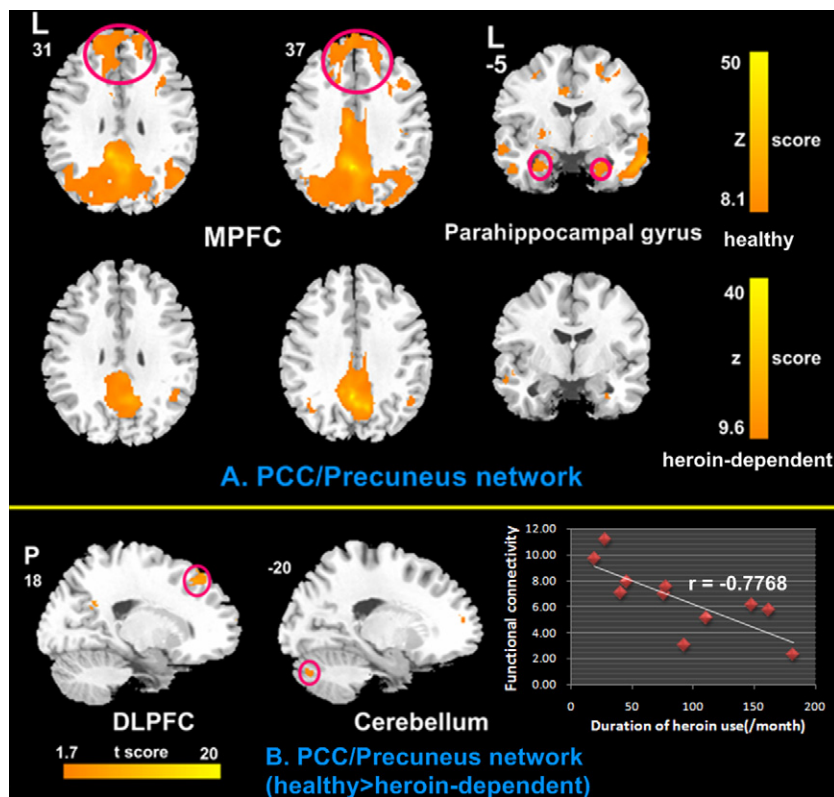 L
31
37
L
-5
50
Z score
8.1
healthy
MPFC
Parahippocampal gyrus
40
z score
9.6
heroin-dependent
A. PCC/Precuneus network
P
18
-20
DLPFC
Cerebellum
1.7 t score 20
B. PCC/Precuneus network
(healthy>heroin-dependent)
12.00
10.00
8.00
6.00
4.00
2.00
0.00
Functional connectivity
r = -0.7768
0 50 100 150 200
Duration of heroin use(/month)